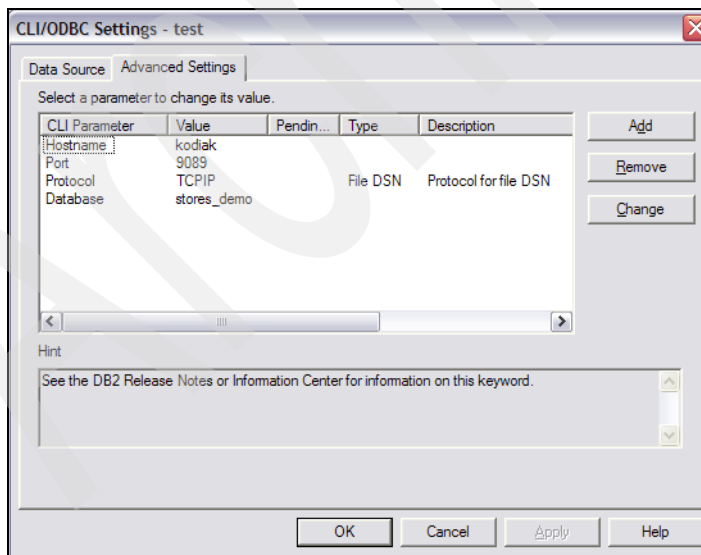 CLI/ODBC Settings - test
Data Source Advanced Settings
Select a parameter to change its value.
CLI Parameter Value Pendin... Type Description
Hostname kodiak
Port 9089
Protocol TCPIP File DSN Protocol for file DSN
Database stores_demo
Add
Remove
Change
Hint
See the DB2 Release Notes or Information Center for information on this keyword.
OK Cancel Apply Help